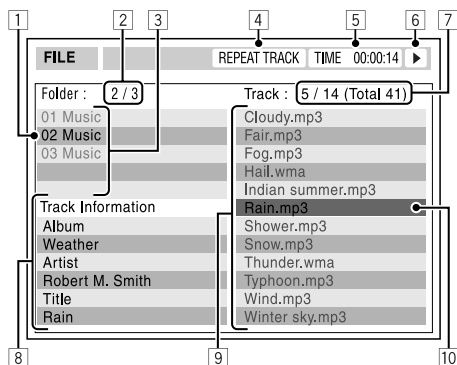 1 2 3 4 5 6 7
FILE REPEAT TRACK TIME 00:00:14
Folder : 2 / 3 Track : 5 / 14 (Total 41)
01 Music Cloudy.mp3
02 Music Fair.mp3
03 Music Fog.mp3
Hail.wma
Indian summer.mp3
Track Information Rain.mp3
Album Shower.mp3
Weather Snow.mp3
Artist Thunder.wma
Robert M. Smith Typhoon.mp3
Title Wind.mp3
Rain Winter sky.mp3
8 9 10